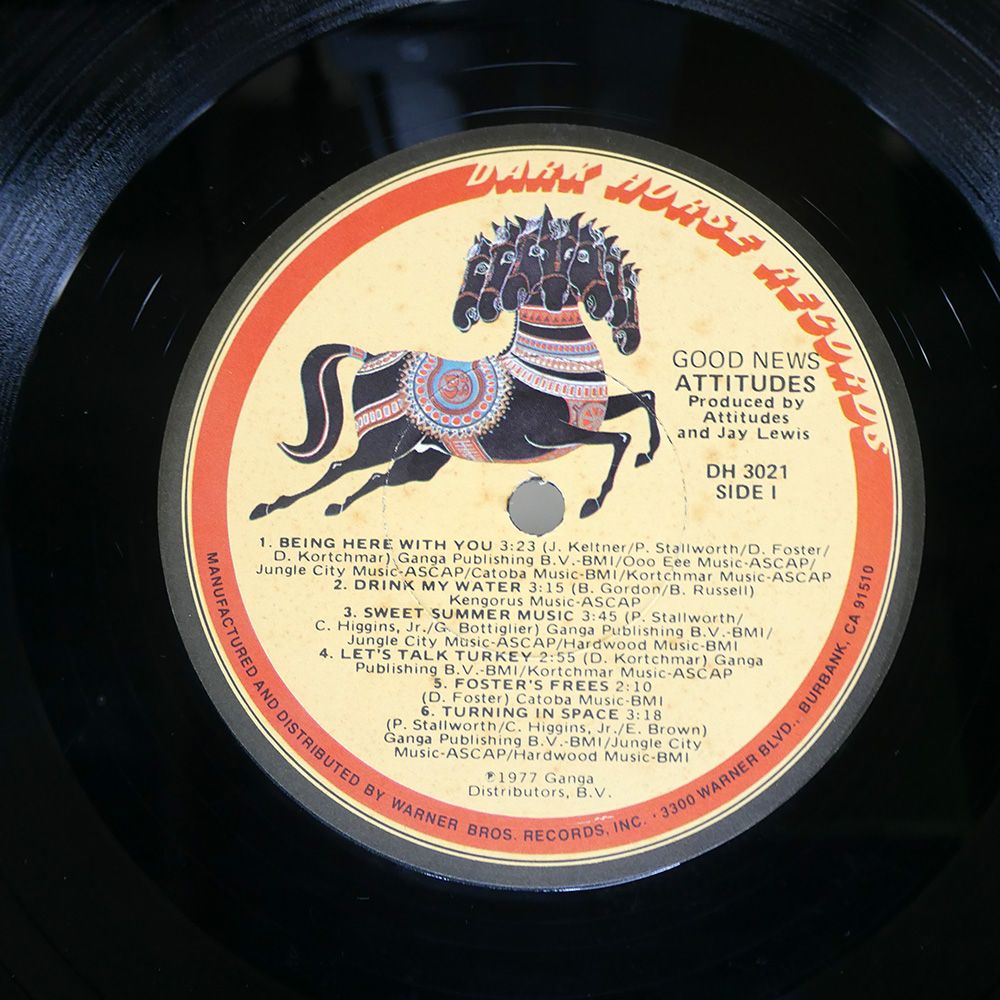 DARK HORSE RECORDS
GOOD NEWS
ATTITUDES
Produced by
Attitudes
and Jay Lewis
DH 3021
SIDE I
1. BEING HERE WITH YOU 3:23 (J. Keltner/P. Stallworth/D. Foster/
D. Kortchmar) Ganga Publishing B.V.-BMI/Ooo Eee Music-ASCAP/
Jungle City Music-ASCAP/Catoba Music-BMI/Kortchmar Music-ASCAP
2. DRINK MY WATER 3:15 (B. Gordon/B. Russell)
Kengorus Music-ASCAP
3. SWEET SUMMER MUSIC 3:45 (P. Stallworth/
C. Higgins, Jr./G. Bottiglier) Ganga Publishing B.V.-BMI/
Jungle City Music-ASCAP/Hardwood Music-BMI
4. LET'S TALK TURKEY 2:55 (D. Kortchmar) Ganga
Publishing B.V.-BMI/Kortchmar Music-ASCAP
5. FOSTER'S FREES 2:10
(D. Foster) Catoba Music-BMI
6. TURNING IN SPACE 3:18
(P. Stallworth/C. Higgins, Jr./E. Brown)
Ganga Publishing B.V.-BMI/Jungle City
Music-ASCAP/Hardwood Music-BMI
℗1977 Ganga
Distributors, B.V.
MANUFACTURED AND DISTRIBUTED BY WARNER BROS. RECORDS, INC. · 3300 WARNER BLVD., BURBANK, CA 91510